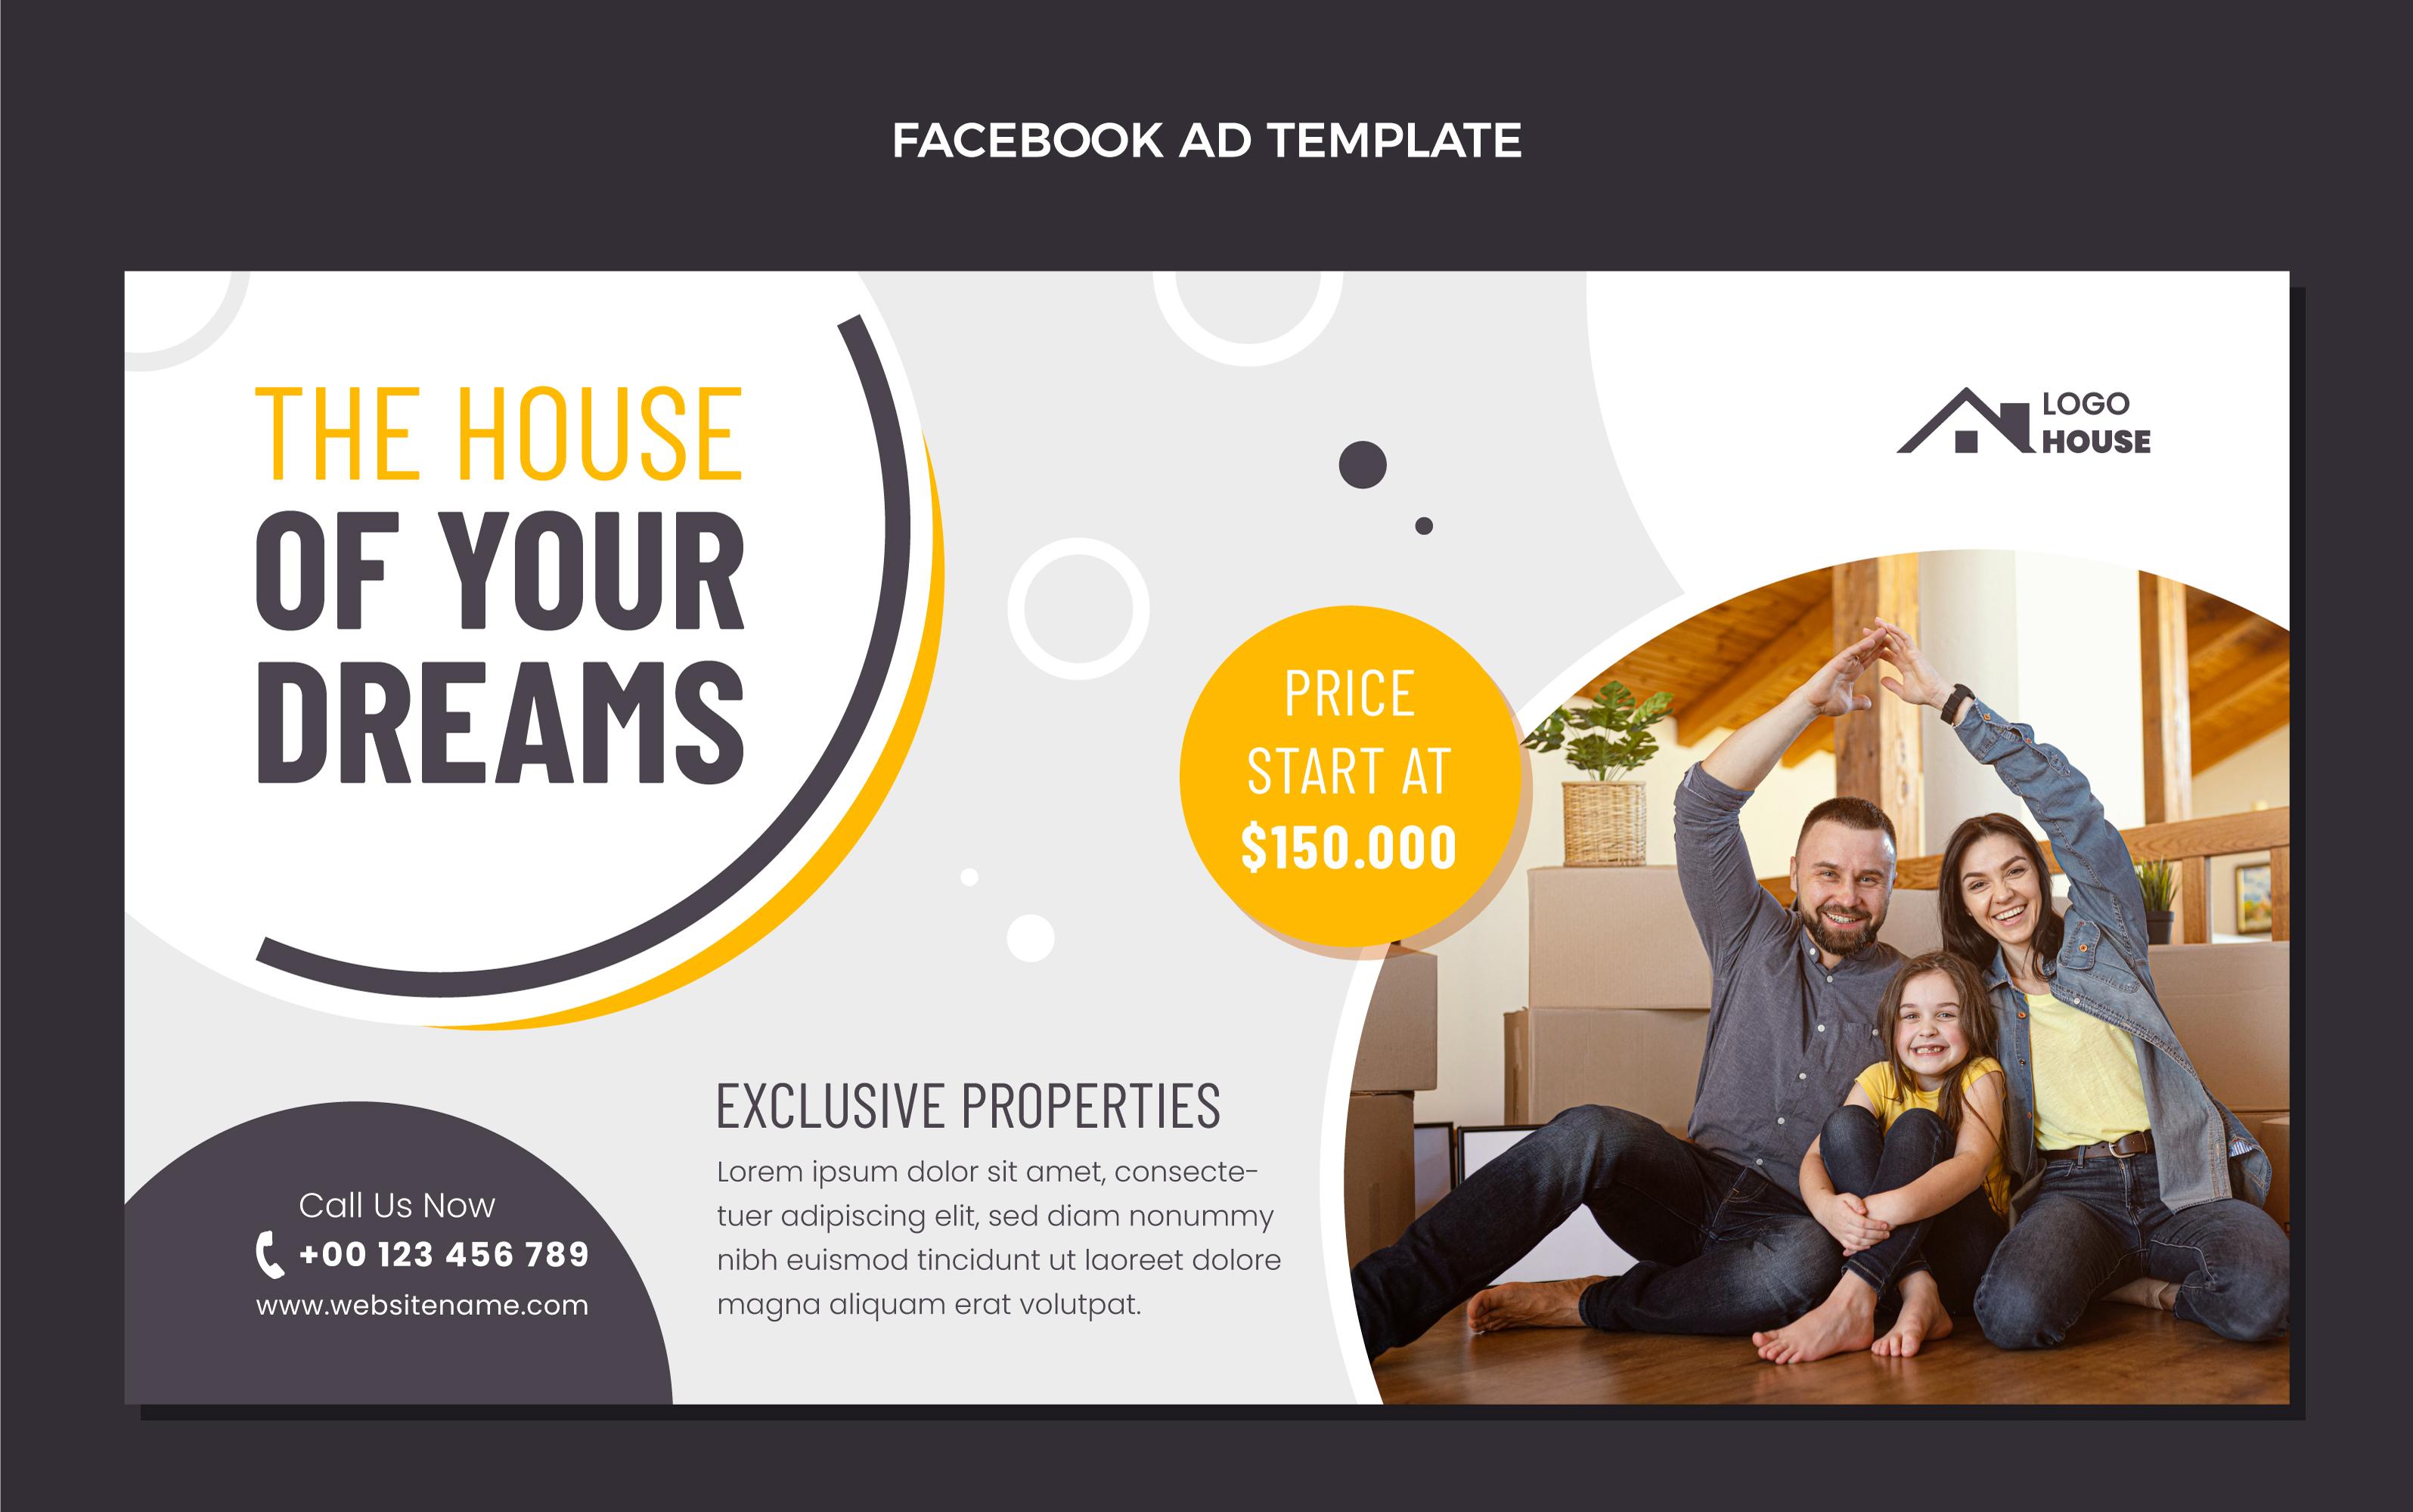 FACEBOOK AD TEMPLATE
THE HOUSE
OF YOUR
DREAMS
LOGO
HOUSE
PRICE
START AT
$150.000
EXCLUSIVE PROPERTIES
Lorem ipsum dolor sit amet, consecte-
tuer adipiscing elit, sed diam nonummy
nibh euismod tincidunt ut laoreet dolore
magna aliquam erat volutpat.
Call Us Now
+00 123 456 789
www.websitename.com